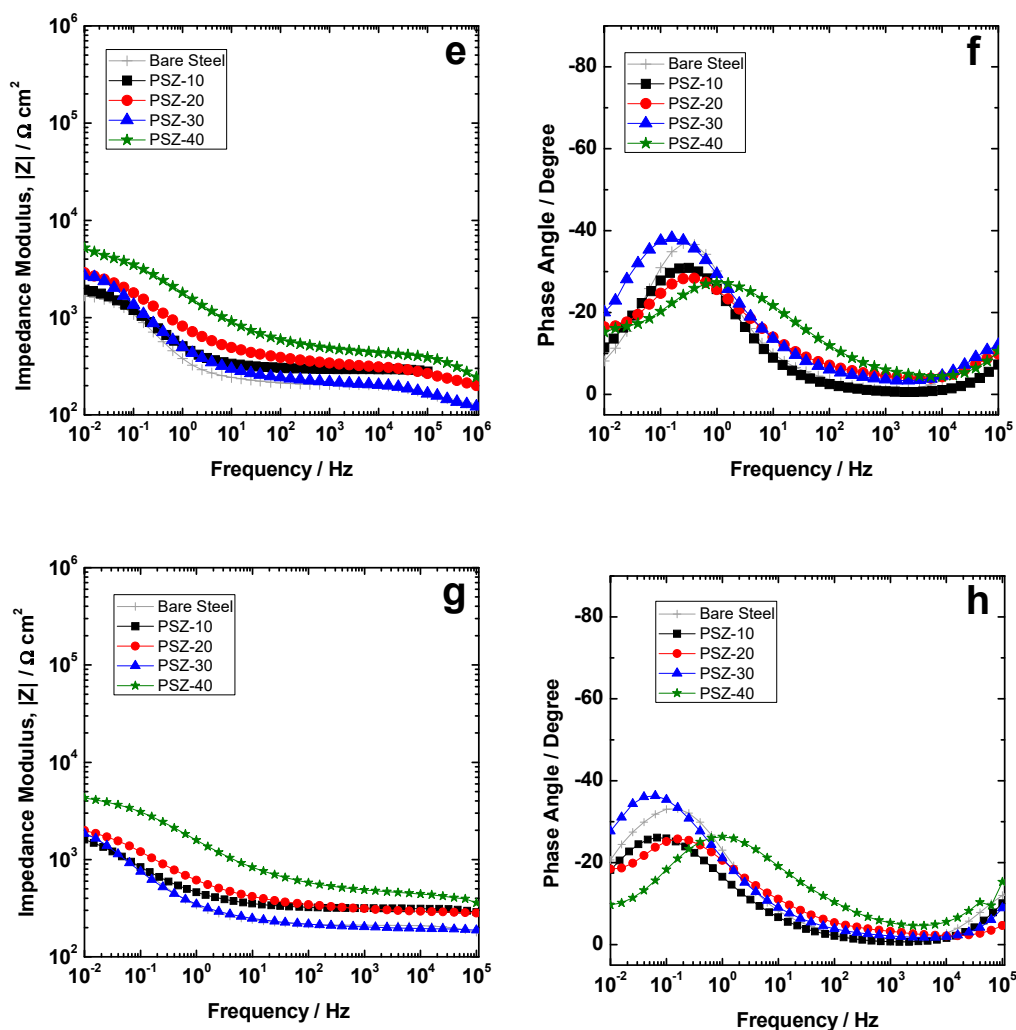 e
10^6
10^5
10^4
10^3
10^2
Impedance Modulus, |Z| / Ω cm^2
Bare Steel
PSZ-10
PSZ-20
PSZ-30
PSZ-40
10^-2 10^-1 10^0 10^1 10^2 10^3 10^4 10^5 10^6
Frequency / Hz
f
-80
-60
-40
-20
0
Phase Angle / Degree
Bare Steel
PSZ-10
PSZ-20
PSZ-30
PSZ-40
10^-2 10^-1 10^0 10^1 10^2 10^3 10^4 10^5
Frequency / Hz
g
10^6
10^5
10^4
10^3
10^2
Impedance Modulus, |Z| / Ω cm^2
Bare Steel
PSZ-10
PSZ-20
PSZ-30
PSZ-40
10^-2 10^-1 10^0 10^1 10^2 10^3 10^4 10^5
Frequency / Hz
h
-80
-60
-40
-20
0
Phase Angle / Degree
Bare Steel
PSZ-10
PSZ-20
PSZ-30
PSZ-40
10^-2 10^-1 10^0 10^1 10^2 10^3 10^4 10^5
Frequency / Hz